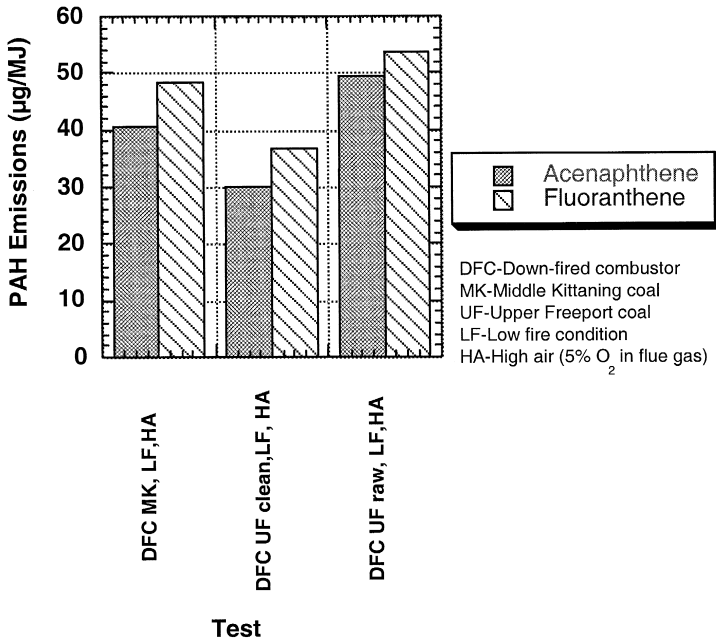 60
50
40
30
20
10
0
PAH Emissions (µg/MJ)
DFC MK, LF,HA
DFC UF clean,LF, HA
DFC UF raw, LF,HA
Test
Acenaphthene
Fluoranthene
DFC-Down-fired combustor
MK-Middle Kittaning coal
UF-Upper Freeport coal
LF-Low fire condition
HA-High air (5% O2 in flue gas)